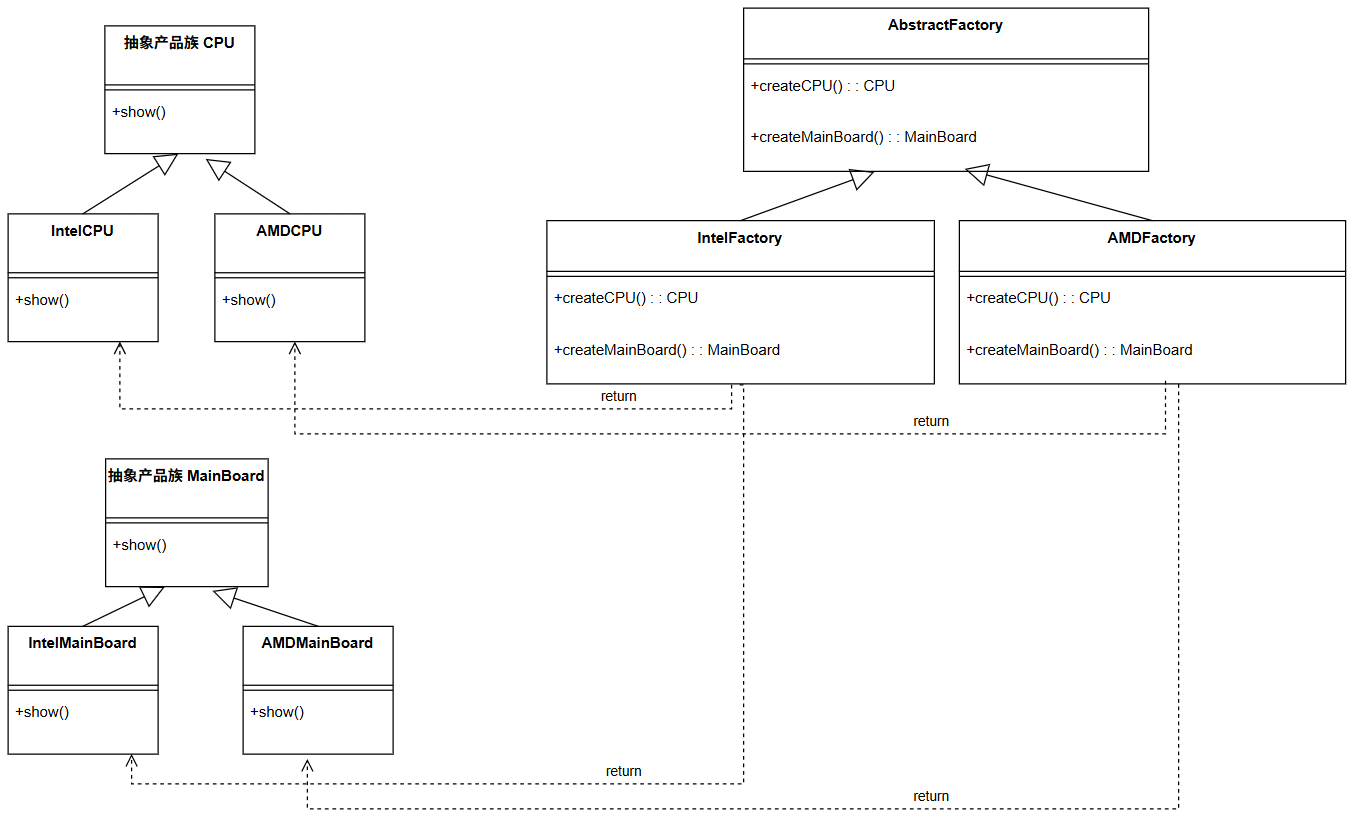 抽象产品族 CPU
+show()
IntelCPU
+show()
AMDCPU
+show()
AbstractFactory
+createCPU() : : CPU
+createMainBoard() : : MainBoard
IntelFactory
+createCPU() : : CPU
+createMainBoard() : : MainBoard
AMDFactory
+createCPU() : : CPU
+createMainBoard() : : MainBoard
return
return
抽象产品族 MainBoard
+show()
IntelMainBoard
+show()
AMDMainBoard
+show()
return
return